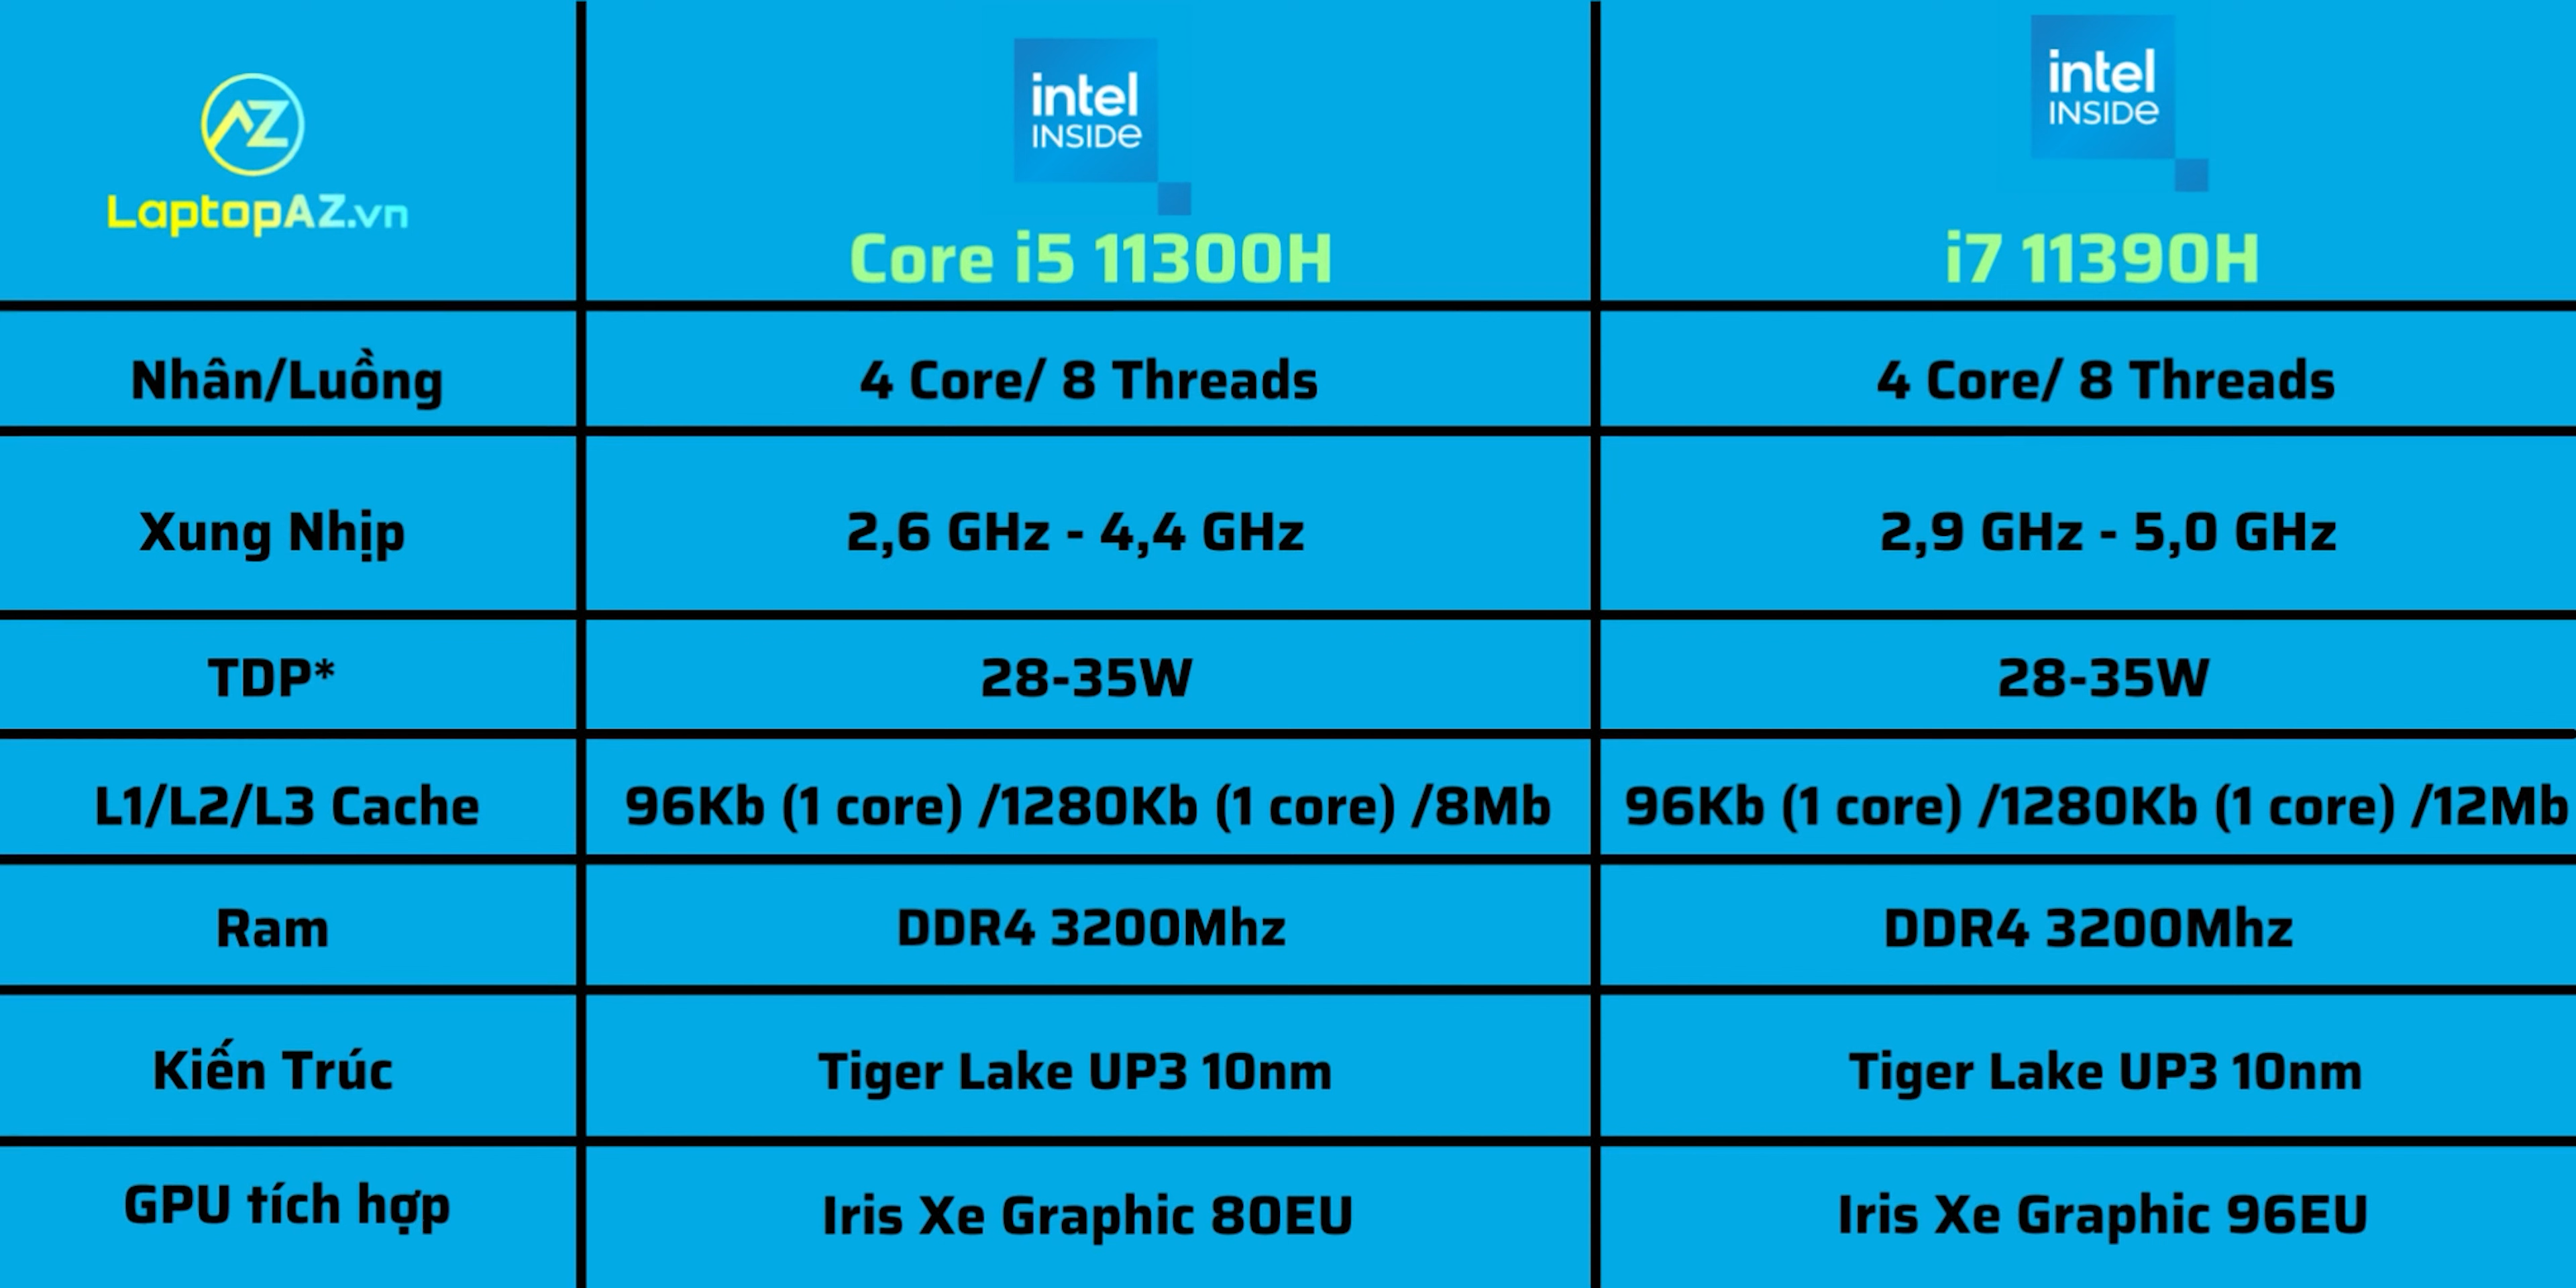 AZ
LaptopAZ.vn
intel
INSIDE
Core i5 11300H
intel
INSIDE
i7 11390H
Nhân/Luồng
4 Core/ 8 Threads
4 Core/ 8 Threads
Xung Nhịp
2,6 GHz - 4,4 GHz
2,9 GHz - 5,0 GHz
TDP*
28-35W
28-35W
L1/L2/L3 Cache
96Kb (1 core) /1280Kb (1 core) /8Mb
96Kb (1 core) /1280Kb (1 core) /12Mb
Ram
DDR4 3200Mhz
DDR4 3200Mhz
Kiến Trúc
Tiger Lake UP3 10nm
Tiger Lake UP3 10nm
GPU tích hợp
Iris Xe Graphic 80EU
Iris Xe Graphic 96EU